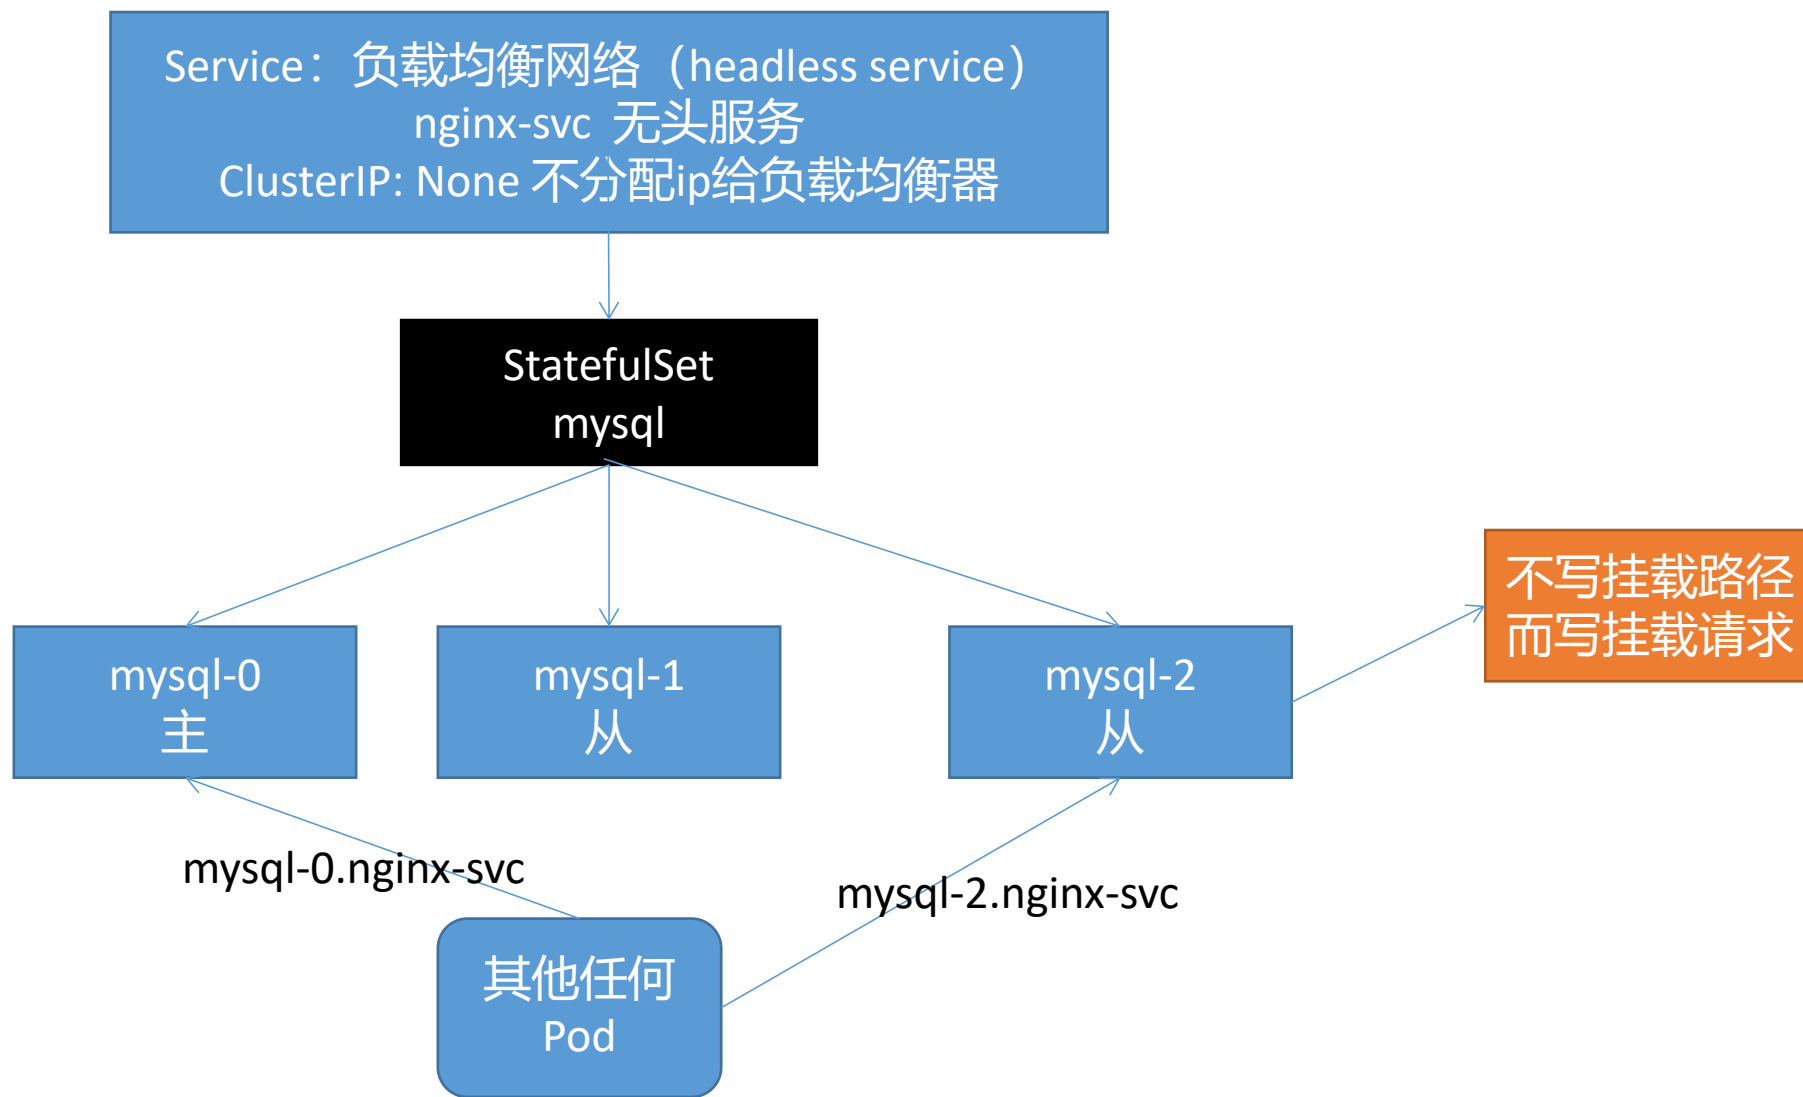 Service：负载均衡网络（headless service）
nginx-svc 无头服务
ClusterIP: None 不分配ip给负载均衡器
StatefulSet
mysql
不写挂载路径
而写挂载请求
mysql-0
主
mysql-1
从
mysql-2
从
mysql-0.nginx-svc
mysql-2.nginx-svc
其他任何
Pod